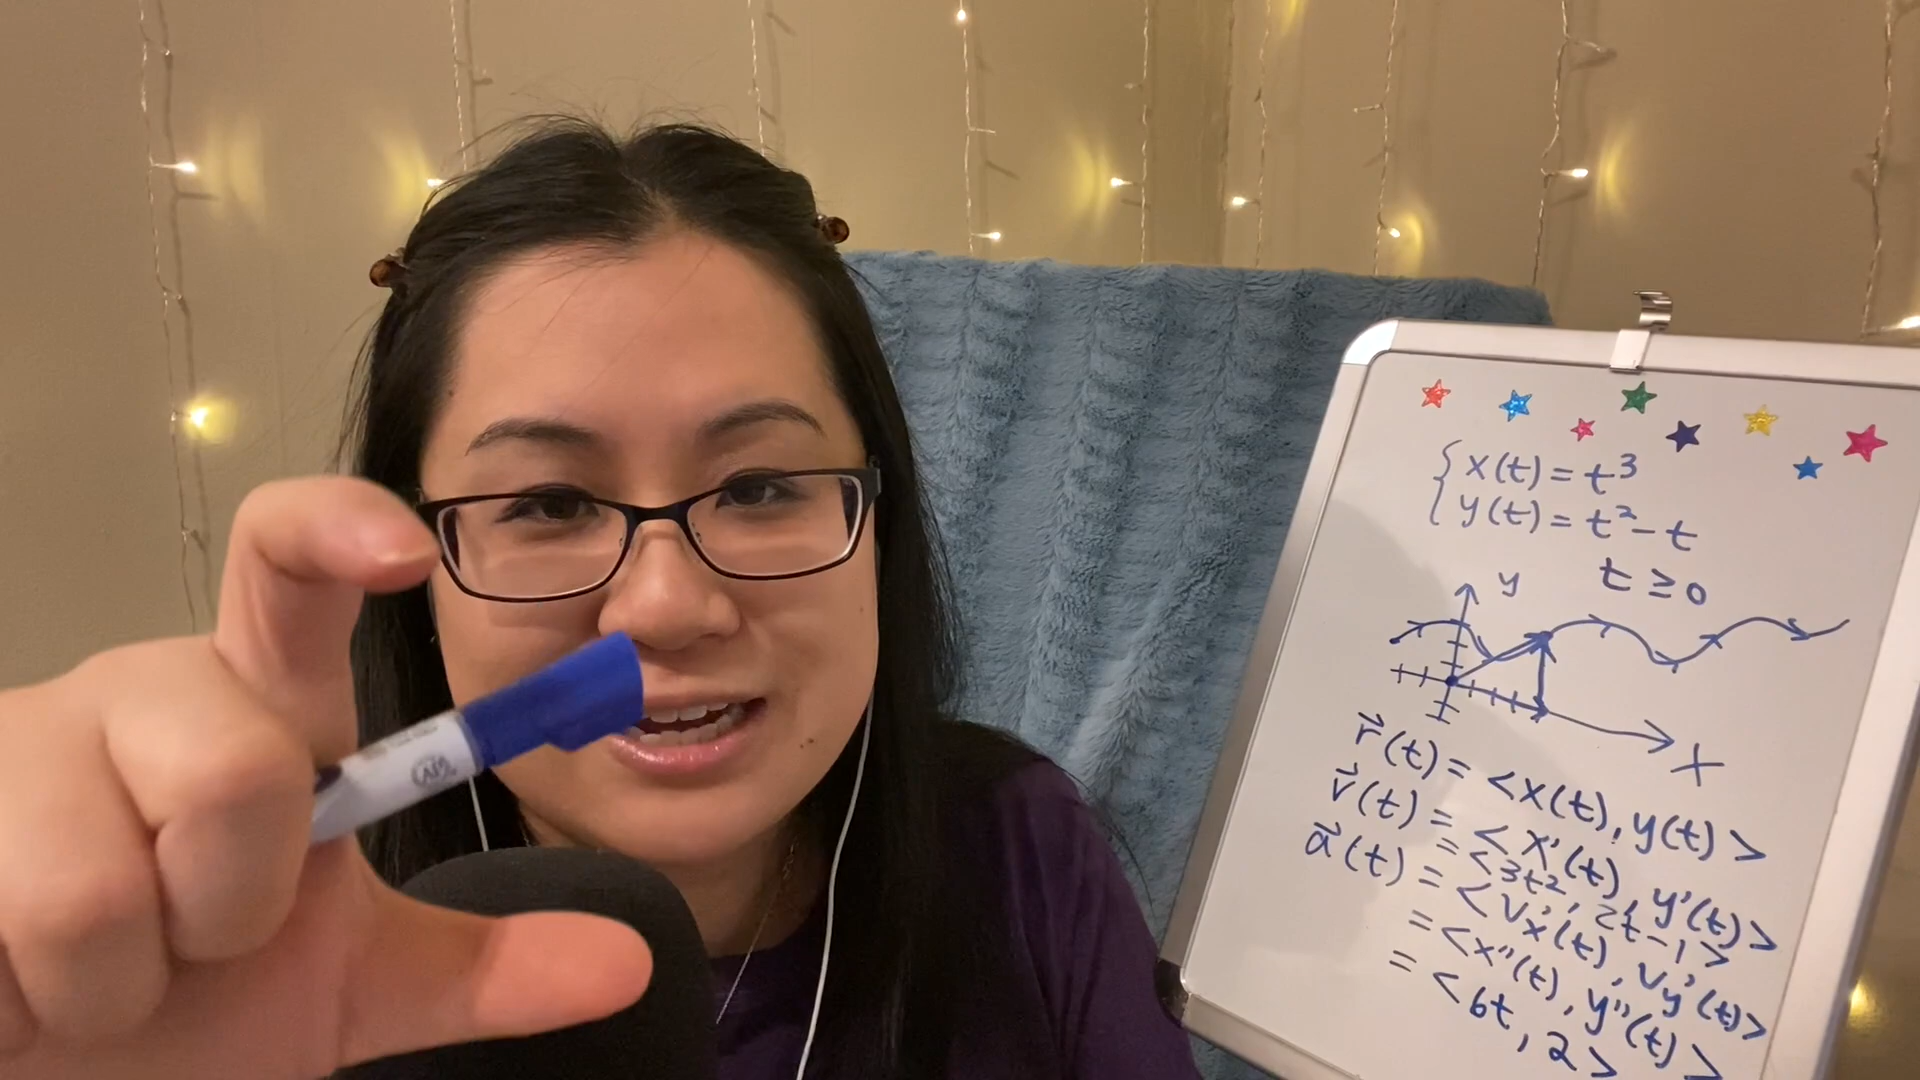 x(t) = t³
y(t) = t² - t
t ≥ 0
y
x
r⃗(t) = <x(t), y(t)>
v⃗(t) = <x'(t), y'(t)>
= <3t², 2t-1>
a⃗(t) = <Vx'(t), Vy'(t)>
= <x''(t), y''(t)>
= <6t, 2>